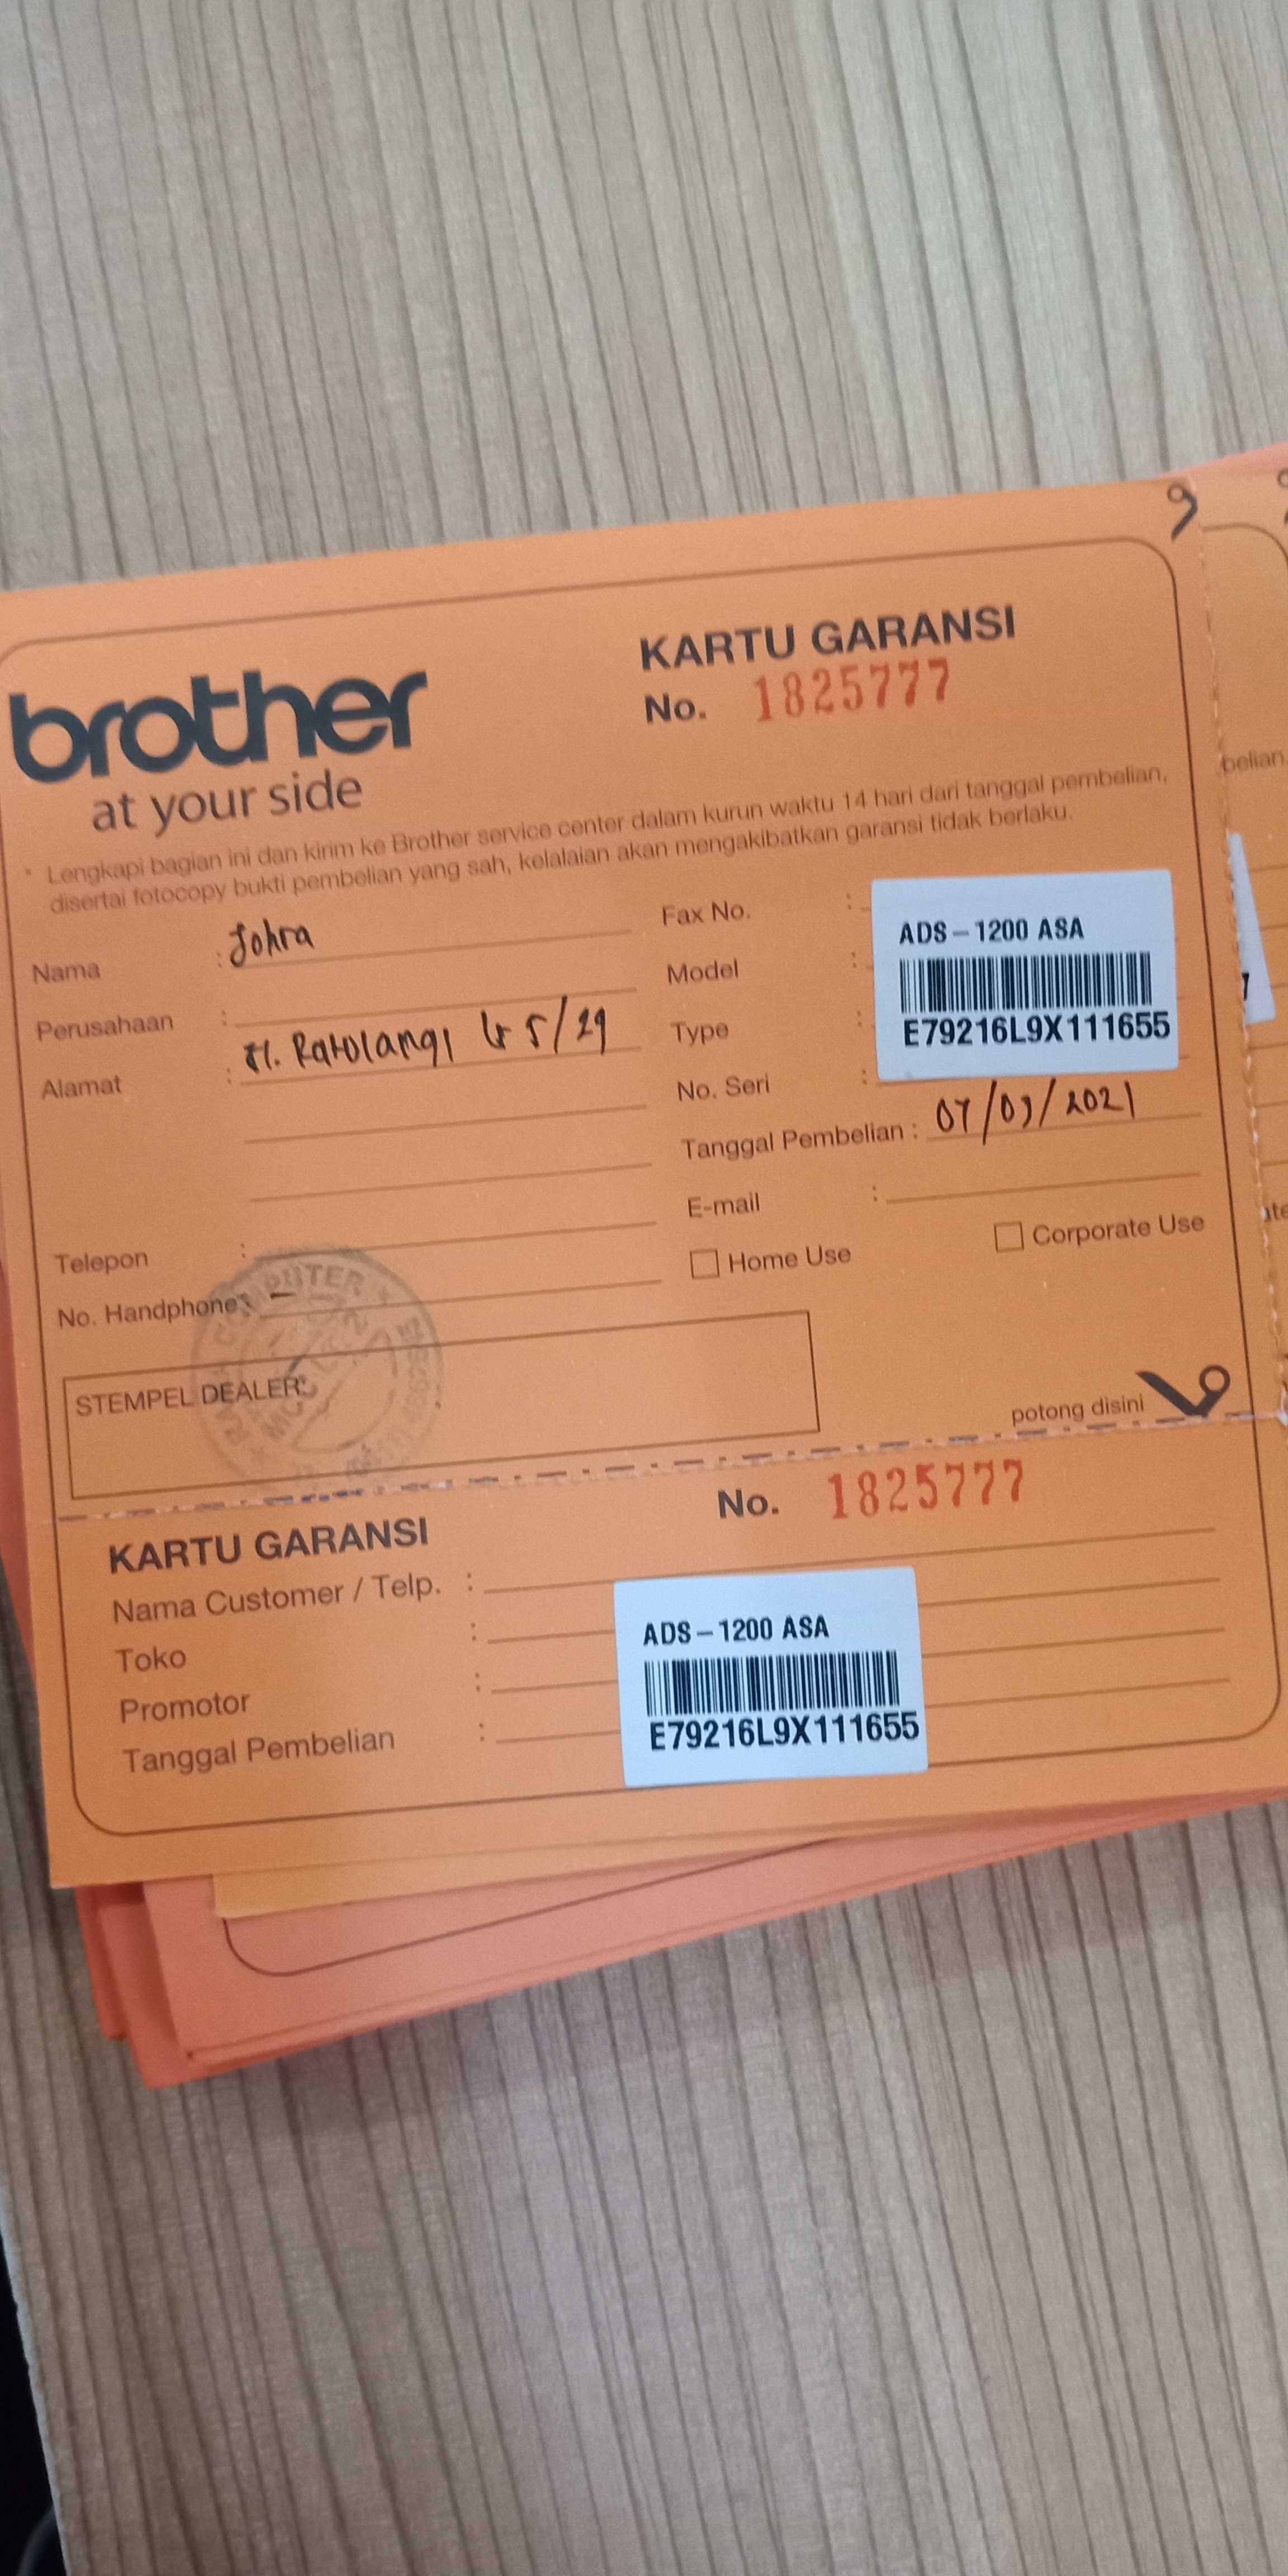 brother
at your side
KARTU GARANSI
No. 1825777
* Lengkapi bagian ini dan kirim ke Brother service center dalam kurun waktu 14 hari dari tanggal pembelian,
disertai fotocopy bukti pembelian yang sah, kelalaian akan mengakibatkan garansi tidak berlaku.
Nama : Johra
Perusahaan :
Alamat : Jl. Ratulangi Lr 5/29
Telepon :
No. Handphone : -
Fax No. :
Model :
Type :
No. Seri :
ADS-1200 ASA
E79216L9X111655
Tanggal Pembelian : 07/03/2021
E-mail :
Home Use
Corporate Use
STEMPEL DEALER:
potong disini
KARTU GARANSI
No. 1825777
Nama Customer / Telp. :
Toko :
Promotor :
Tanggal Pembelian :
ADS-1200 ASA
E79216L9X111655
belian,